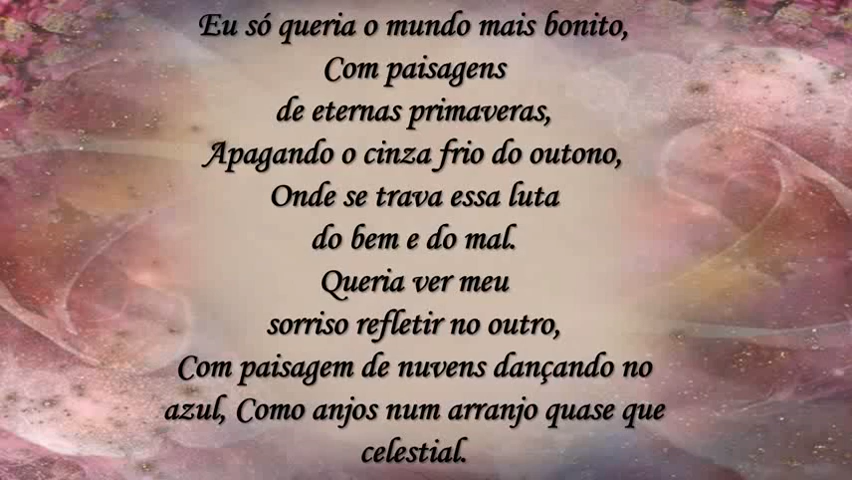 Eu só queria o mundo mais bonito,
Com paisagens
de eternas primaveras,
Apagando o cinza frio do outono,
Onde se trava essa luta
do bem e do mal.
Queria ver meu
sorriso refletir no outro,
Com paisagem de nuvens dançando no
azul, Como anjos num arranjo quase que
celestial.